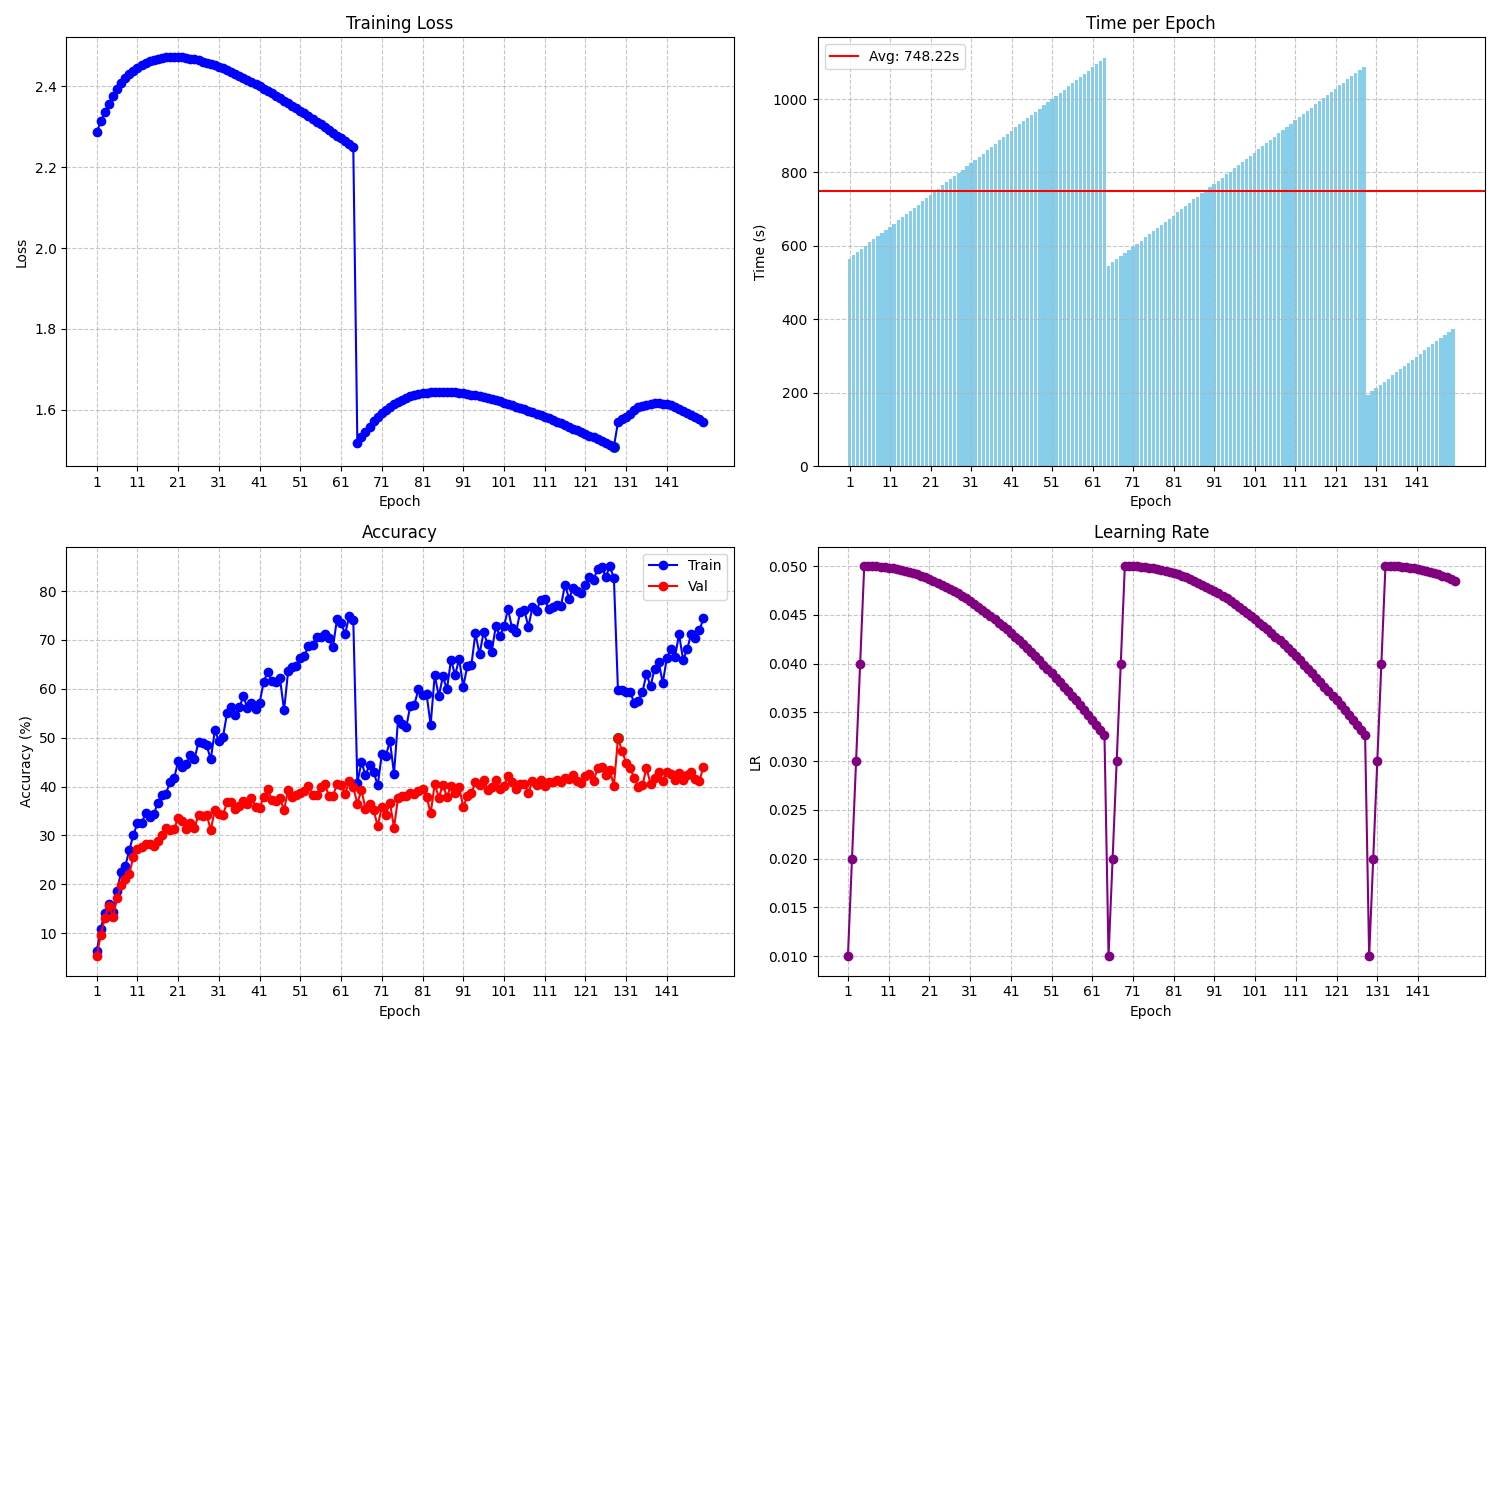 Training Loss
2.4
2.2
2.0
1.8
1.6
Loss
1 11 21 31 41 51 61 71 81 91 101 111 121 131 141
Epoch
Time per Epoch
Avg: 748.22s
1000
800
600
400
200
0
Time (s)
1 11 21 31 41 51 61 71 81 91 101 111 121 131 141
Epoch
Accuracy
Train
Val
80
70
60
50
40
30
20
10
Accuracy (%)
1 11 21 31 41 51 61 71 81 91 101 111 121 131 141
Epoch
Learning Rate
0.050
0.045
0.040
0.035
0.030
0.025
0.020
0.015
0.010
LR
1 11 21 31 41 51 61 71 81 91 101 111 121 131 141
Epoch